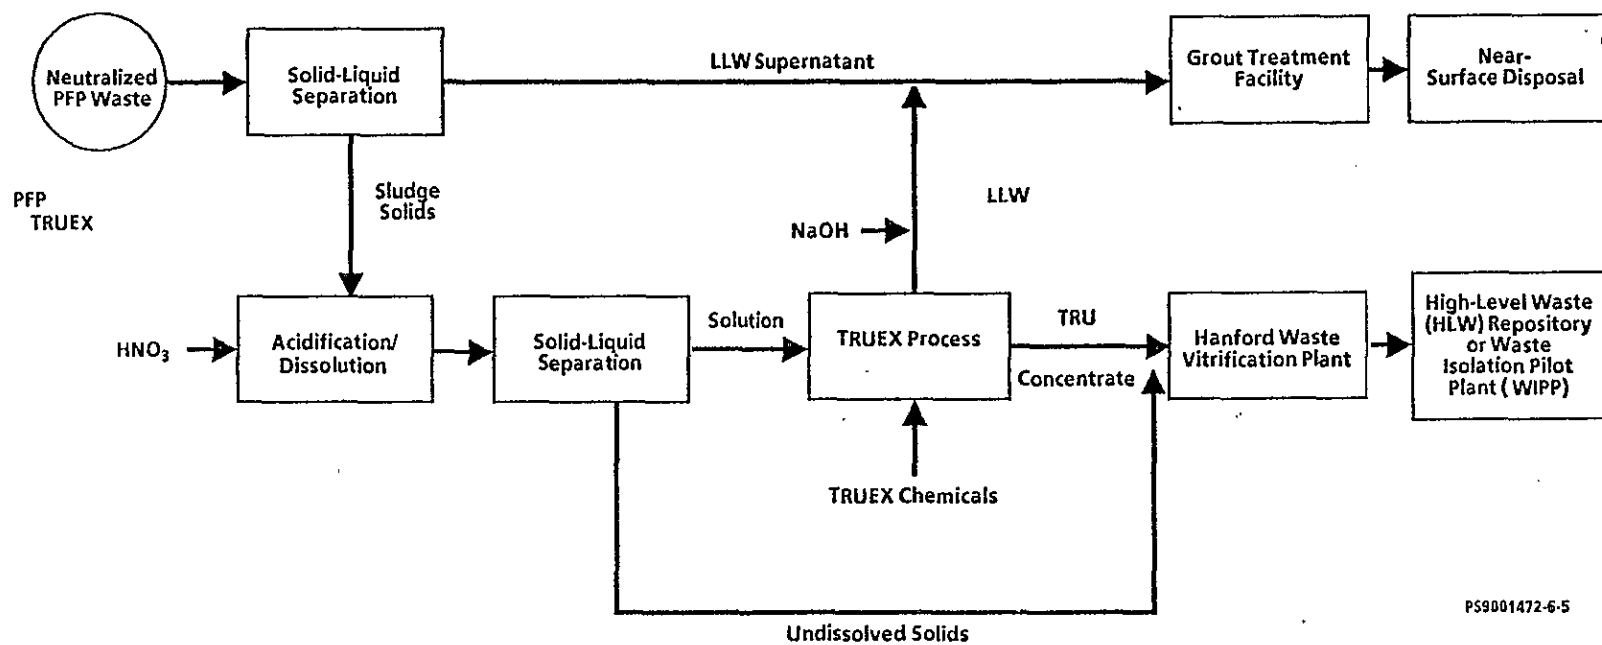 Neutralized
PFP Waste
Solid-Liquid
Separation
LLW Supernatant
Grout Treatment
Facility
Near-
Surface Disposal
PFP
TRUEX
Sludge
Solids
LLW
NaOH
HNO3
Acidification/
Dissolution
Solid-Liquid
Separation
Solution
TRUEX Process
TRU
Concentrate
Hanford Waste
Vitrification Plant
High-Level Waste
(HLW) Repository
or Waste
Isolation Pilot
Plant ( WIPP)
TRUEX Chemicals
Undissolved Solids
PS9001472-6-5